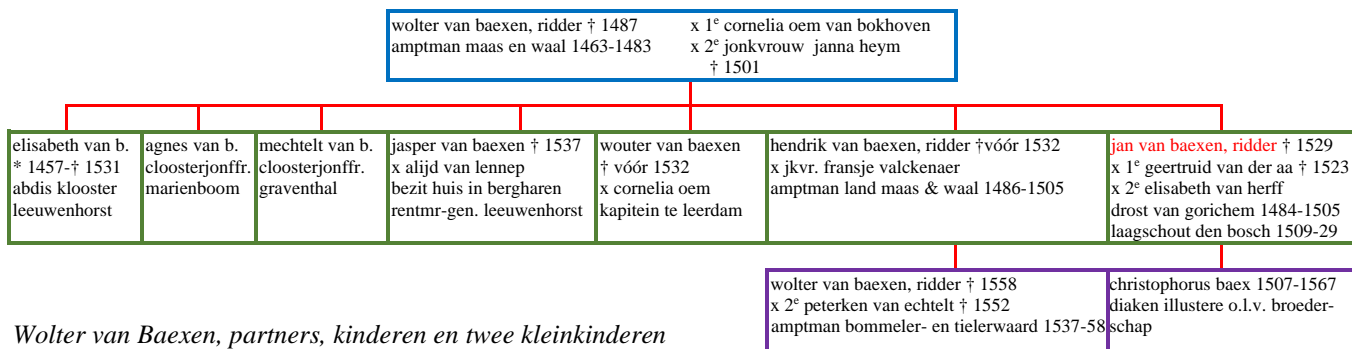 wolter van baexen, ridder † 1487
amptman maas en waal 1463-1483
x 1e cornelia oem van bokhoven
x 2e jonkvrouw janna heym
† 1501
elisabeth van b.
* 1457-† 1531
abdis klooster
leeuwenhorst
agnes van b.
cloosterjonffr.
marienboom
mechtelt van b.
cloosterjonffr.
graventhal
jasper van baexen † 1537
x alijd van lennep
bezit huis in bergharen
rentmr-gen. leeuwenhorst
wouter van baexen
† vóór 1532
x cornelia oem
kapitein te leerdam
hendrik van baexen, ridder †vóór 1532
x jkvr. fransje valckenaer
amptman land maas & waal 1486-1505
jan van baexen, ridder † 1529
x 1e geertruid van der aa † 1523
x 2e elisabeth van herff
drost van gorichem 1484-1505
laagschout den bosch 1509-29
wolter van baexen, ridder † 1558
x 2e peterken van echtelt † 1552
amptman bommeler- en tielerwaard 1537-58
christophorus baex 1507-1567
diaken illustere o.l.v. broeder-
schap
Wolter van Baexen, partners, kinderen en twee kleinkinderen